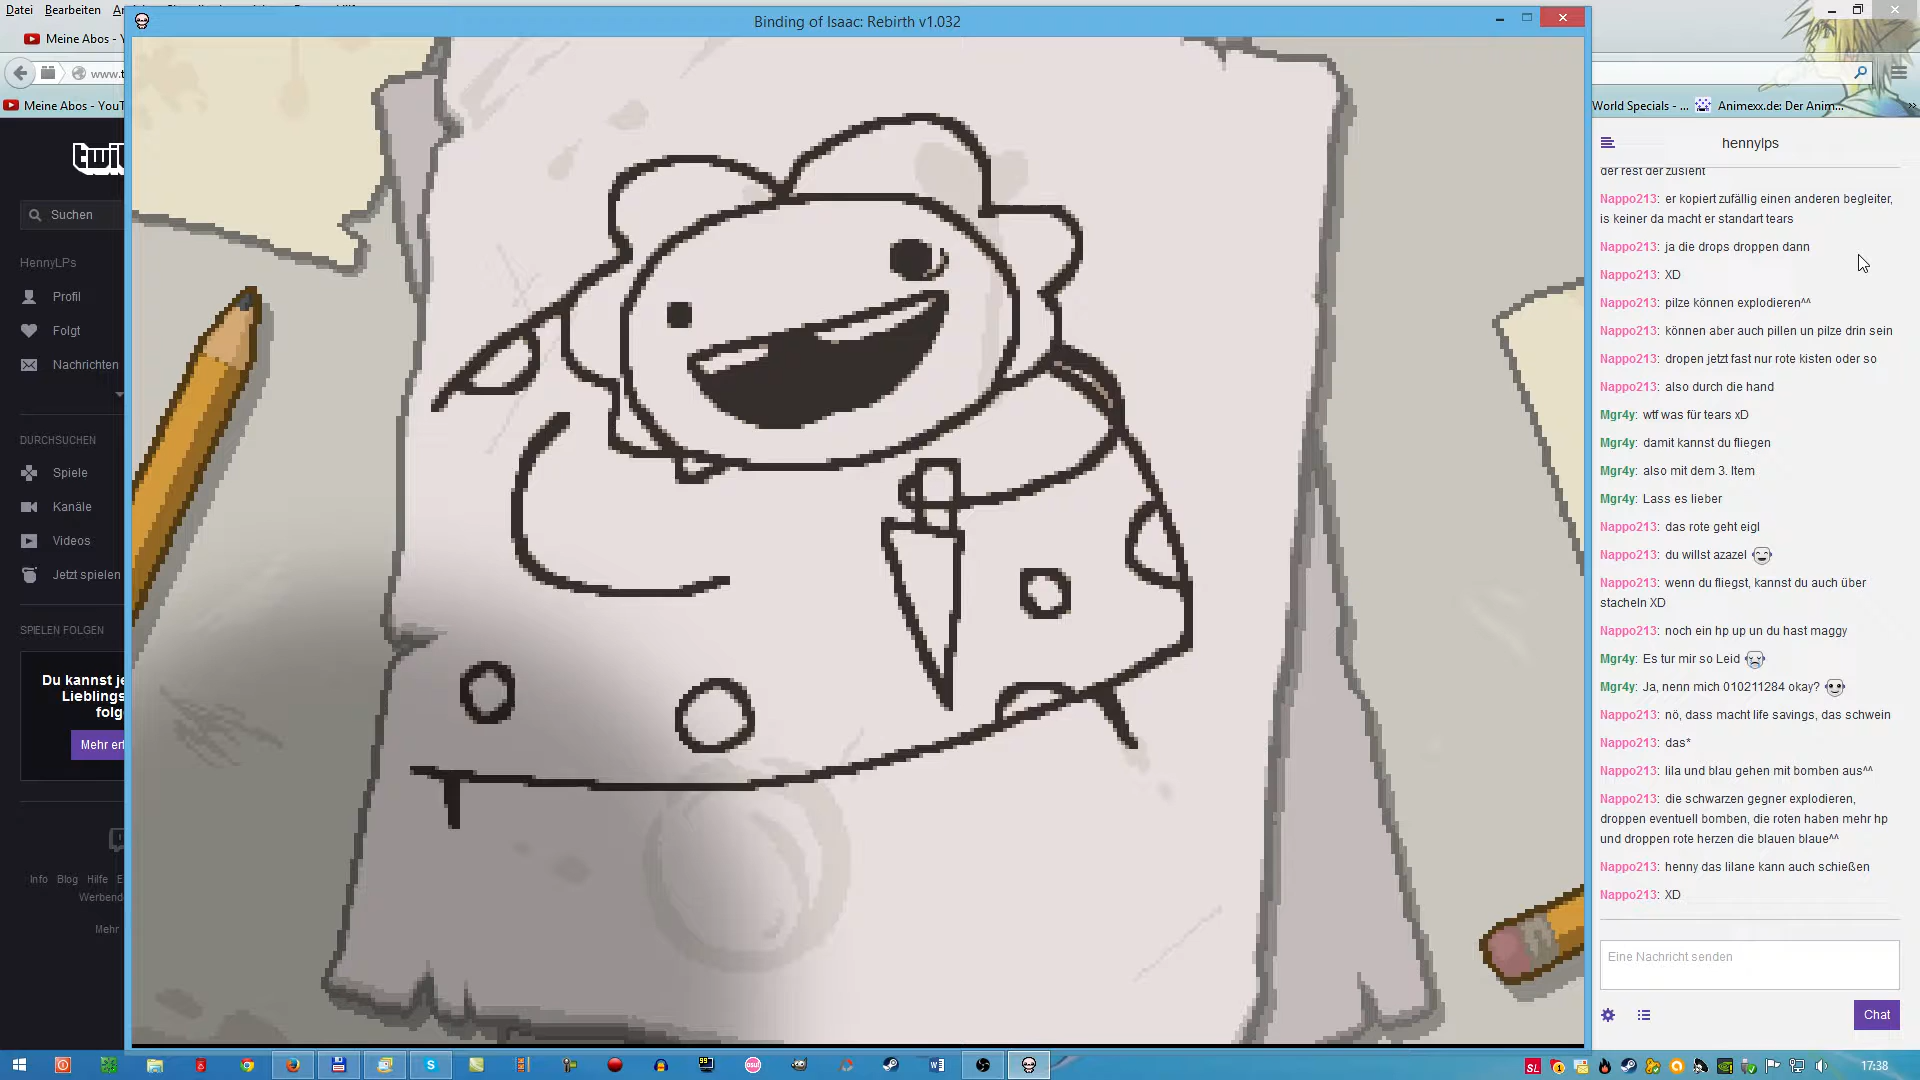 Datei Bearbeiten
Binding of Isaac: Rebirth v1.032
Meine Abos - Y
www.t
Meine Abos - YouT
World Specials - ...
Animexx.de: Der Anim...
Suchen
HennyLPs
Profil
Folgt
Nachrichten
DURCHSUCHEN
Spiele
Kanäle
Videos
Jetzt spielen
SPIELEN FOLGEN
Du kannst je
Lieblings
folg
Mehr erf
Info Blog Hilfe E
Werbend
Mehr
hennylps
der rest der zusieht
Nappo213: er kopiert zufällig einen anderen begleiter,
is keiner da macht er standart tears
Nappo213: ja die drops droppen dann
Nappo213: XD
Nappo213: pilze können explodieren^^
Nappo213: können aber auch pillen un pilze drin sein
Nappo213: dropen jetzt fast nur rote kisten oder so
Nappo213: also durch die hand
Mgr4y: wtf was für tears xD
Mgr4y: damit kannst du fliegen
Mgr4y: also mit dem 3. Item
Mgr4y: Lass es lieber
Nappo213: das rote geht eigl
Nappo213: du willst azazel
Nappo213: wenn du fliegst, kannst du auch über
stacheln XD
Nappo213: noch ein hp up un du hast maggy
Mgr4y: Es tur mir so Leid
Mgr4y: Ja, nenn mich 010211284 okay?
Nappo213: nö, dass macht life savings, das schwein
Nappo213: das*
Nappo213: lila und blau gehen mit bomben aus^^
Nappo213: die schwarzen gegner explodieren,
droppen eventuell bomben, die roten haben mehr hp
und droppen rote herzen die blauen blaue^^
Nappo213: henny das lilane kann auch schießen
Nappo213: XD
Eine Nachricht senden
Chat
17:38